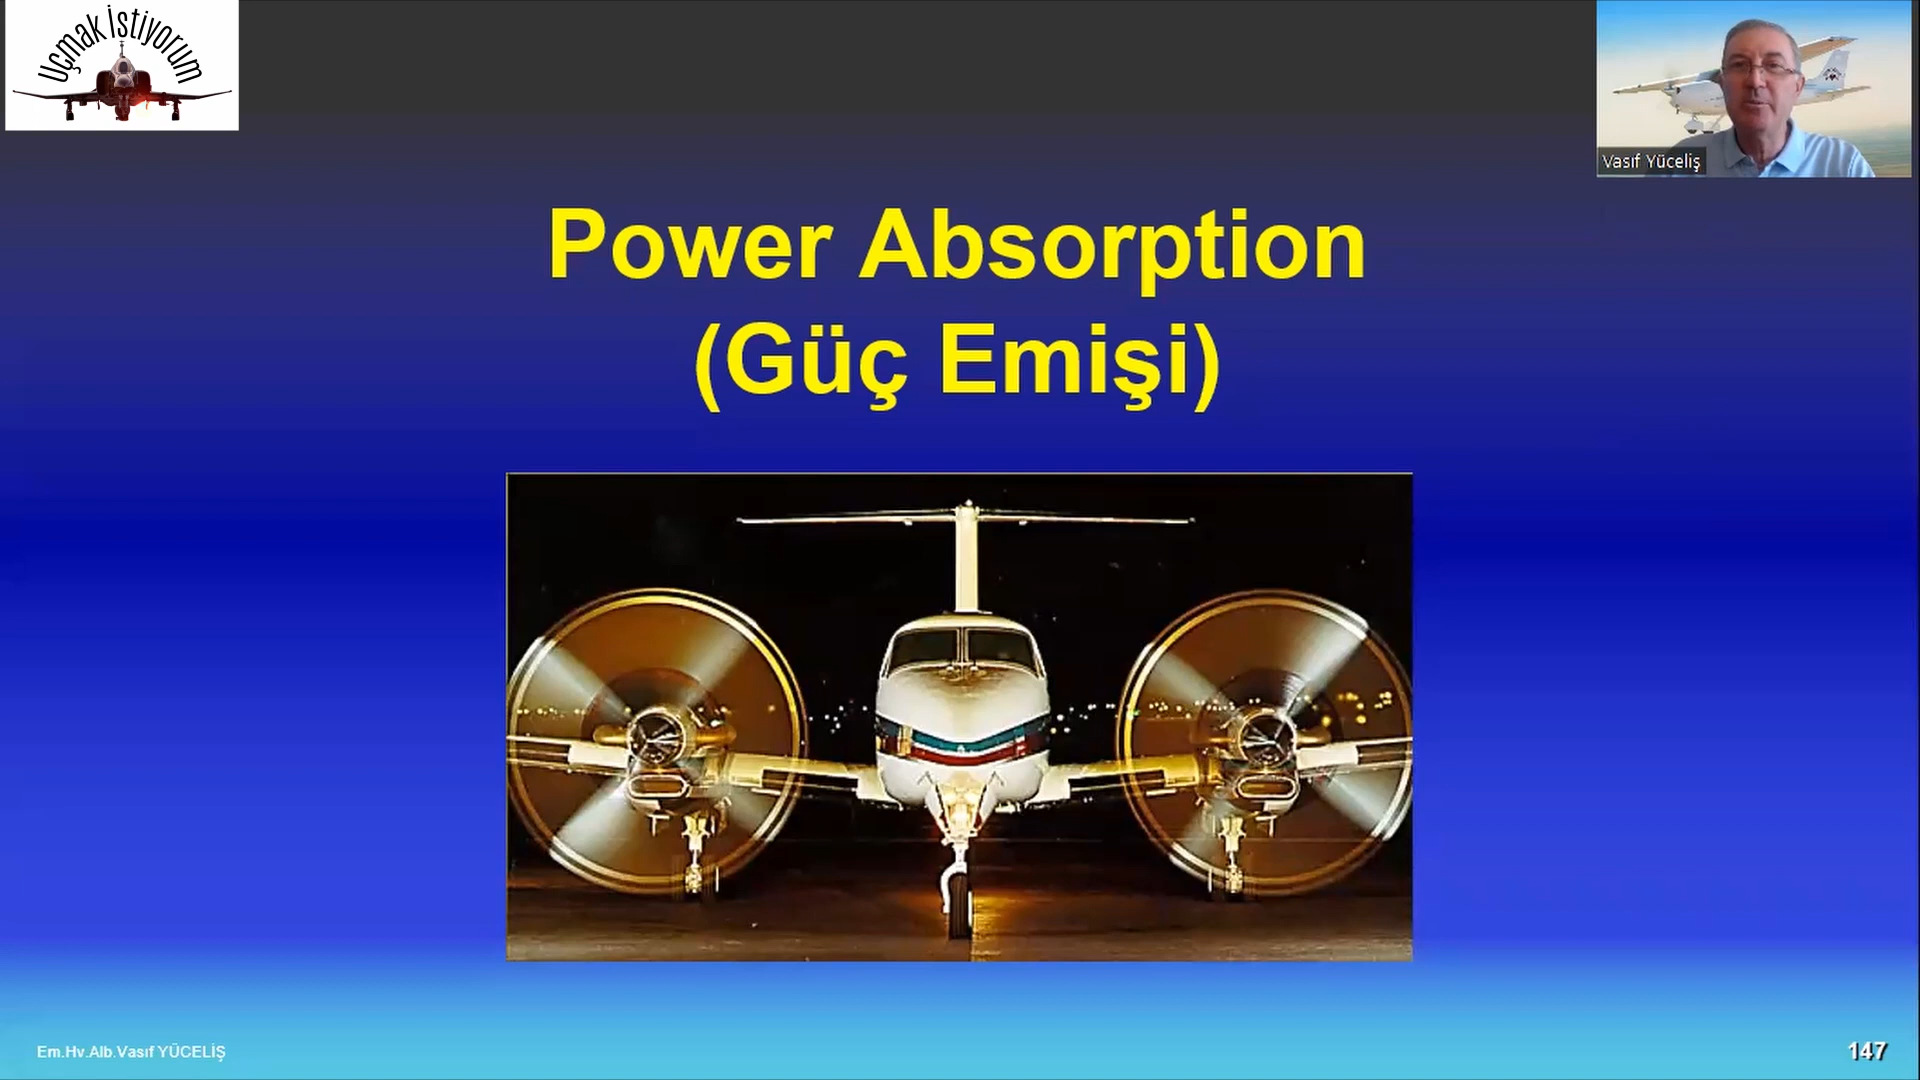 Uçmak İstiyorum
Vasıf Yüceliş
Power Absorption
(Güç Emişi)
Em.Hv.Alb.Vasıf YÜCELİŞ
147